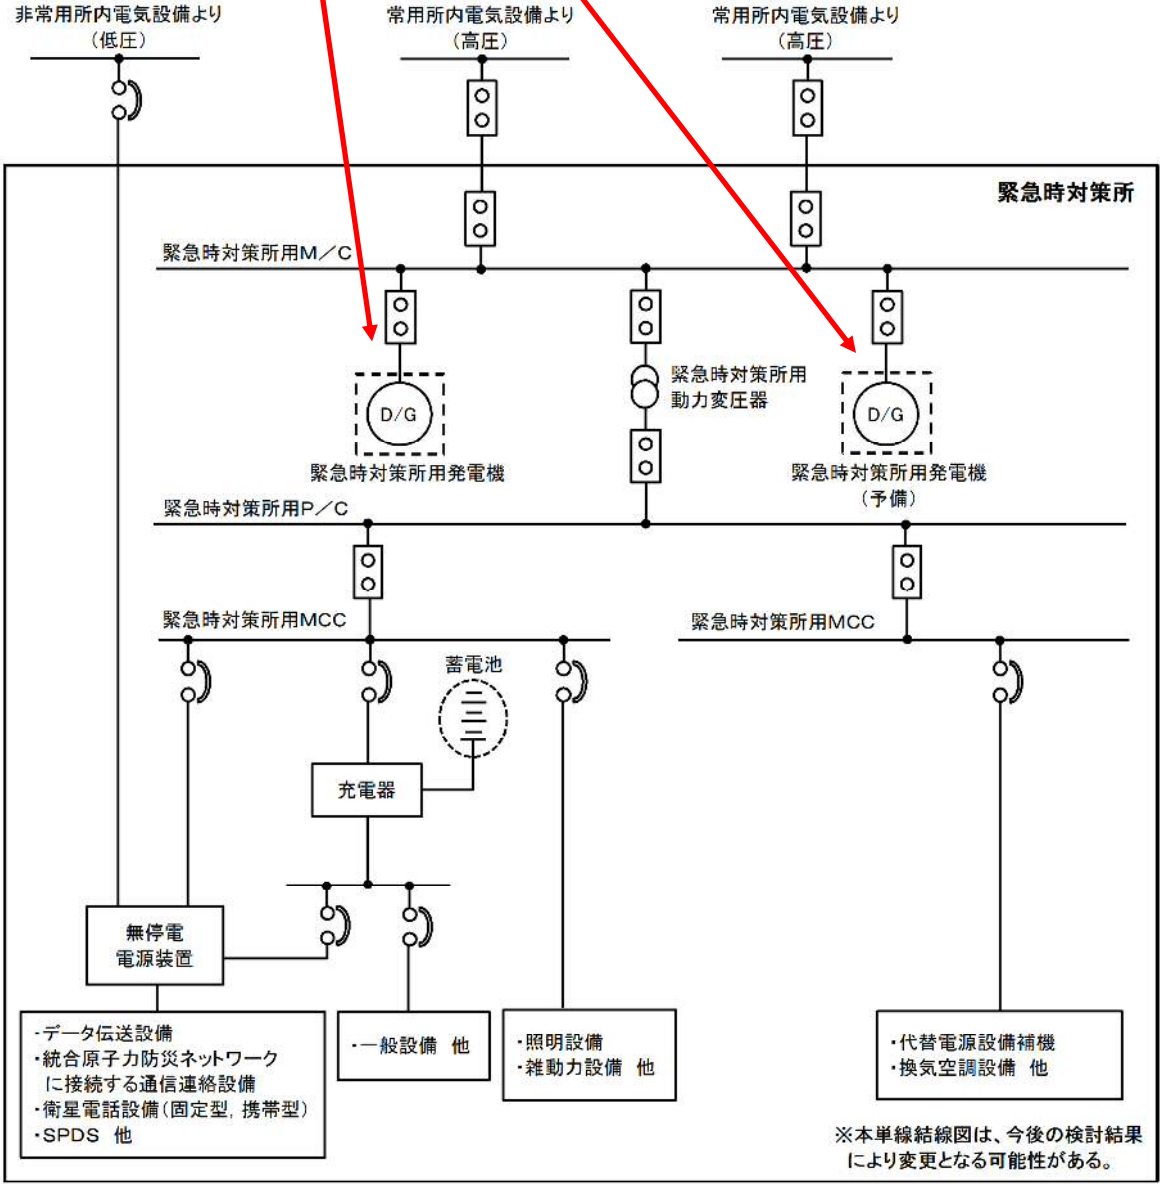 非常用所内電気設備より
（低圧）
常用所内電気設備より
（高圧）
常用所内電気設備より
（高圧）
緊急時対策所
緊急時対策所用M／C
緊急時対策所用
動力変圧器
D/G
緊急時対策所用発電機
D/G
緊急時対策所用発電機
（予備）
緊急時対策所用P／C
緊急時対策所用MCC
緊急時対策所用MCC
蓄電池
充電器
無停電
電源装置
・データ伝送設備
・統合原子力防災ネットワーク
に接続する通信連絡設備
・衛星電話設備（固定型，携帯型）
・SPDS 他
・一般設備 他
・照明設備
・雑動力設備 他
・代替電源設備補機
・換気空調設備 他
※本単線結線図は、今後の検討結果
により変更となる可能性がある。